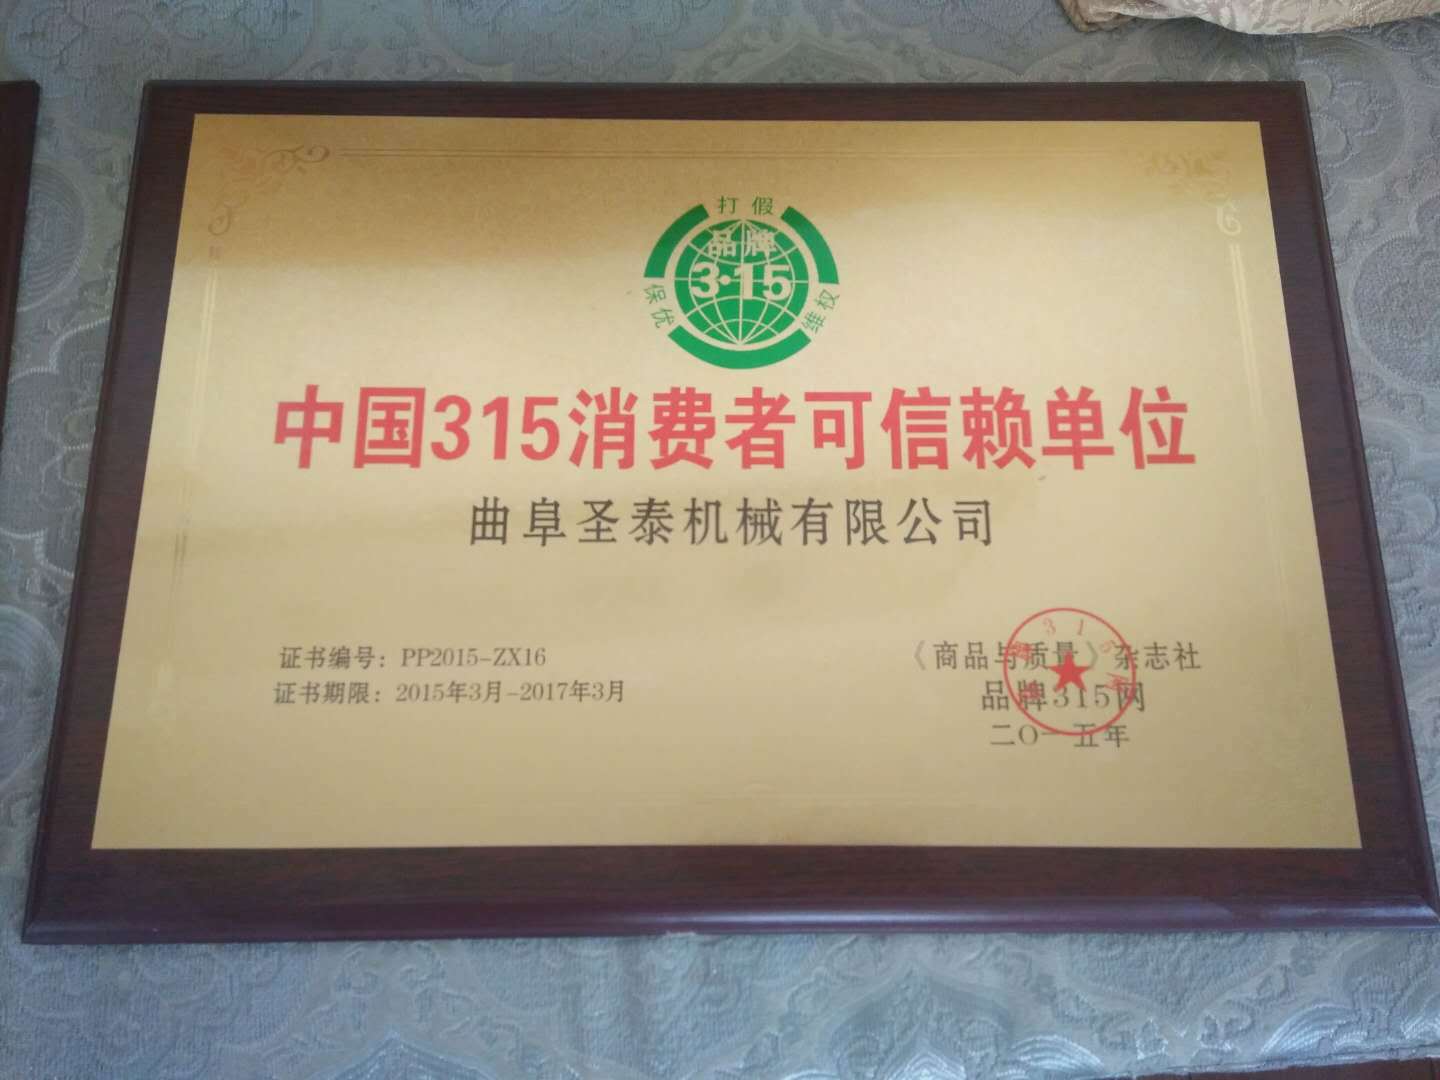 打假
品牌
3·15
保优
维权
中国315消费者可信赖单位
曲阜圣泰机械有限公司
证书编号：PP2015-ZX16
证书期限：2015年3月-2017年3月
《商品与质量》杂志社
品牌315网
二〇一五年